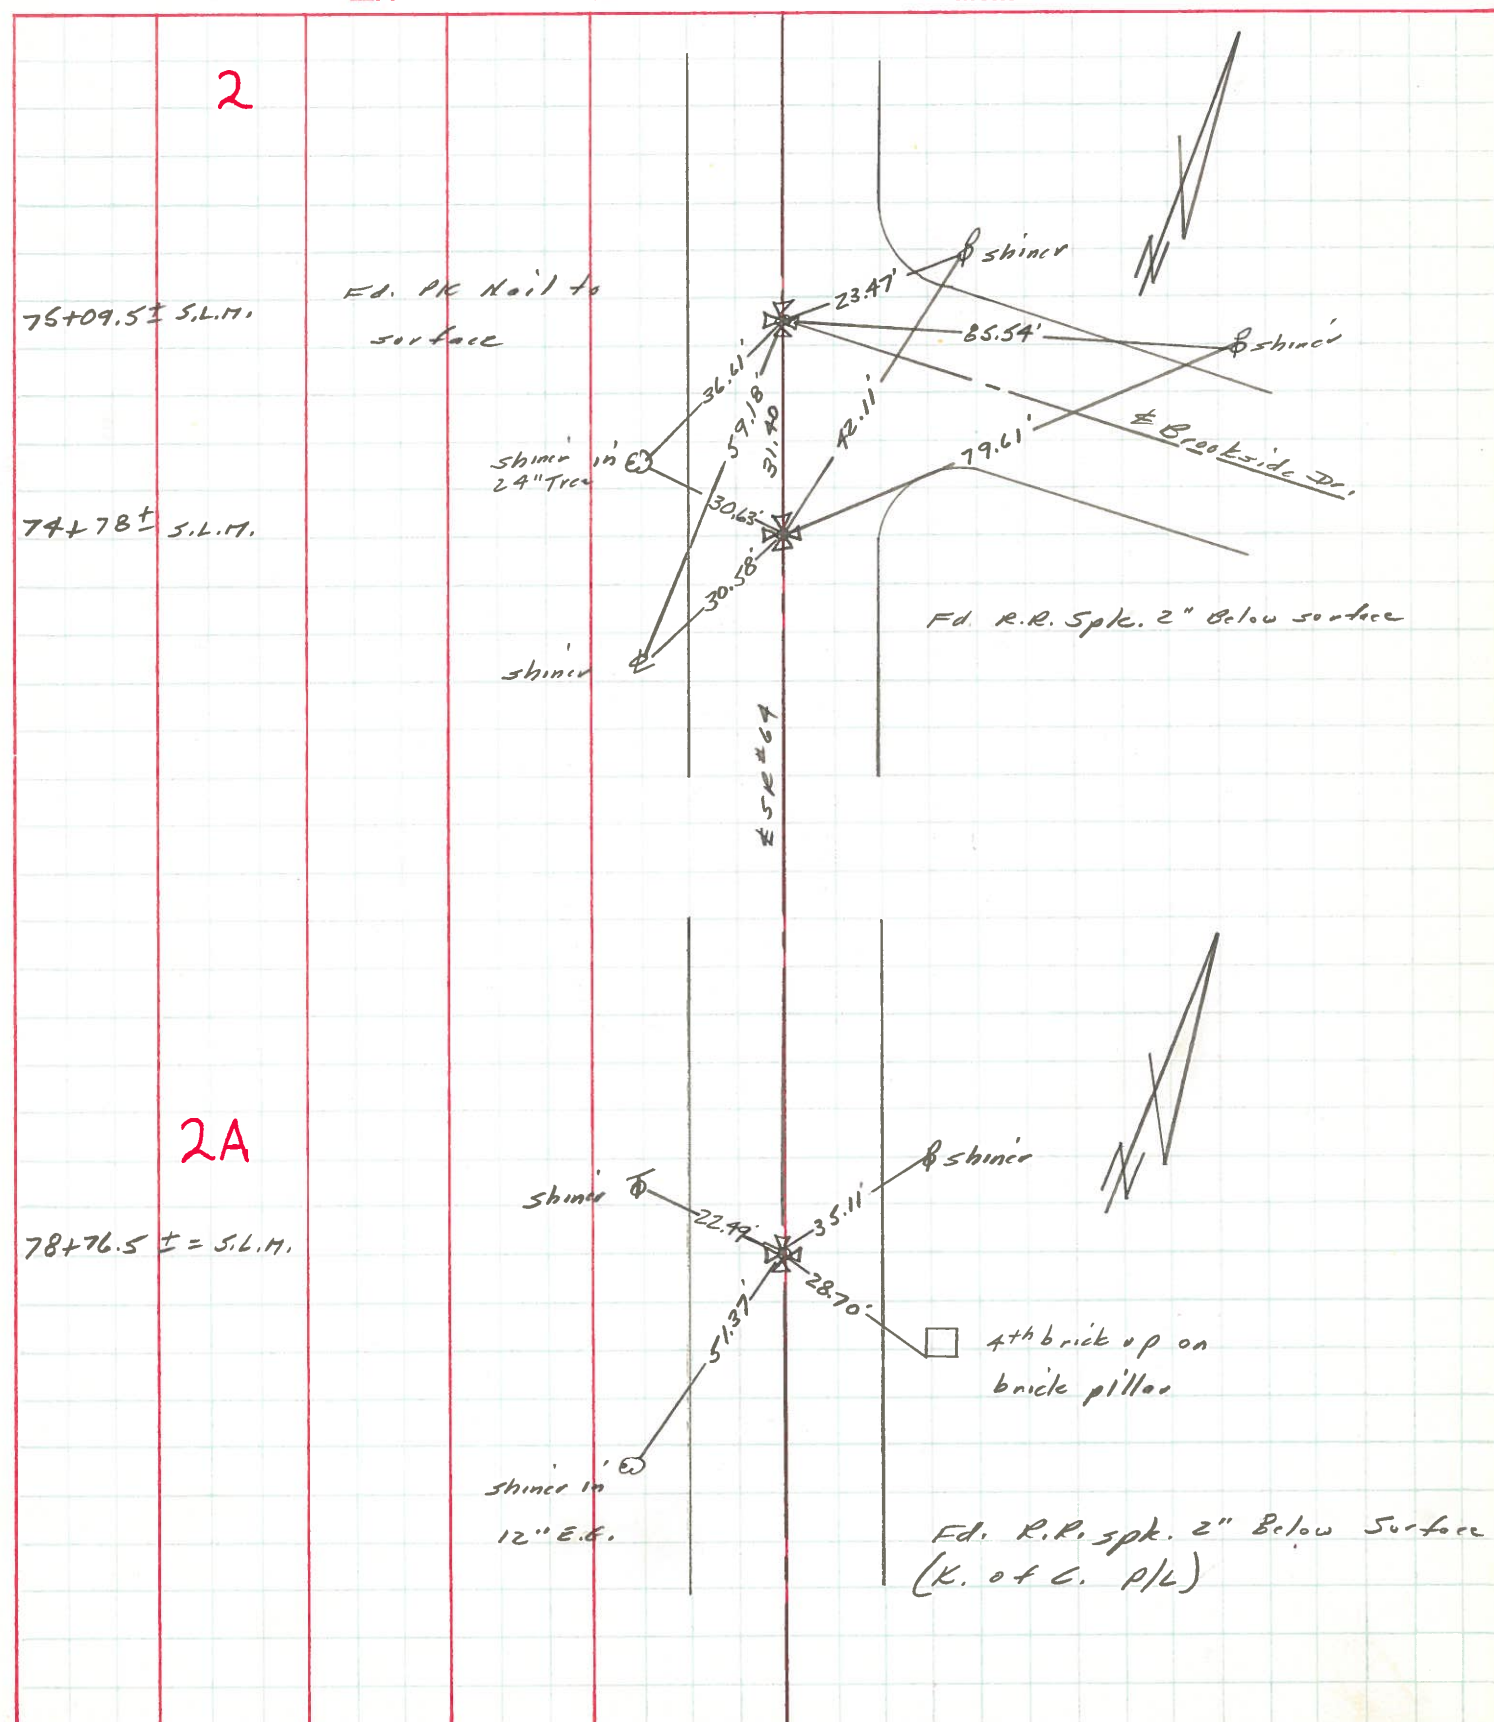 2
Fd. PK Nail to
surface
75+09.5± S.L.M.
shiner
23.47'
85.54'
shiner
36.61'
59.18'
31.40
42.11'
79.61'
℄ Brookside Dr.
shiner in
24" Tree
30.63'
74+78± S.L.M.
30.58'
Fd. R.R. Spk. 2" Below surface
shiner
℄ SR #64
N
2A
shiner
shiner
22.49'
35.11'
78+76.5 ± = S.L.M.
28.70'
51.37'
4th brick up on
brick pillar
shiner in
12" E.G.
Fd. R.R. spk. 2" Below Surface
(K. of C. P/L)
N